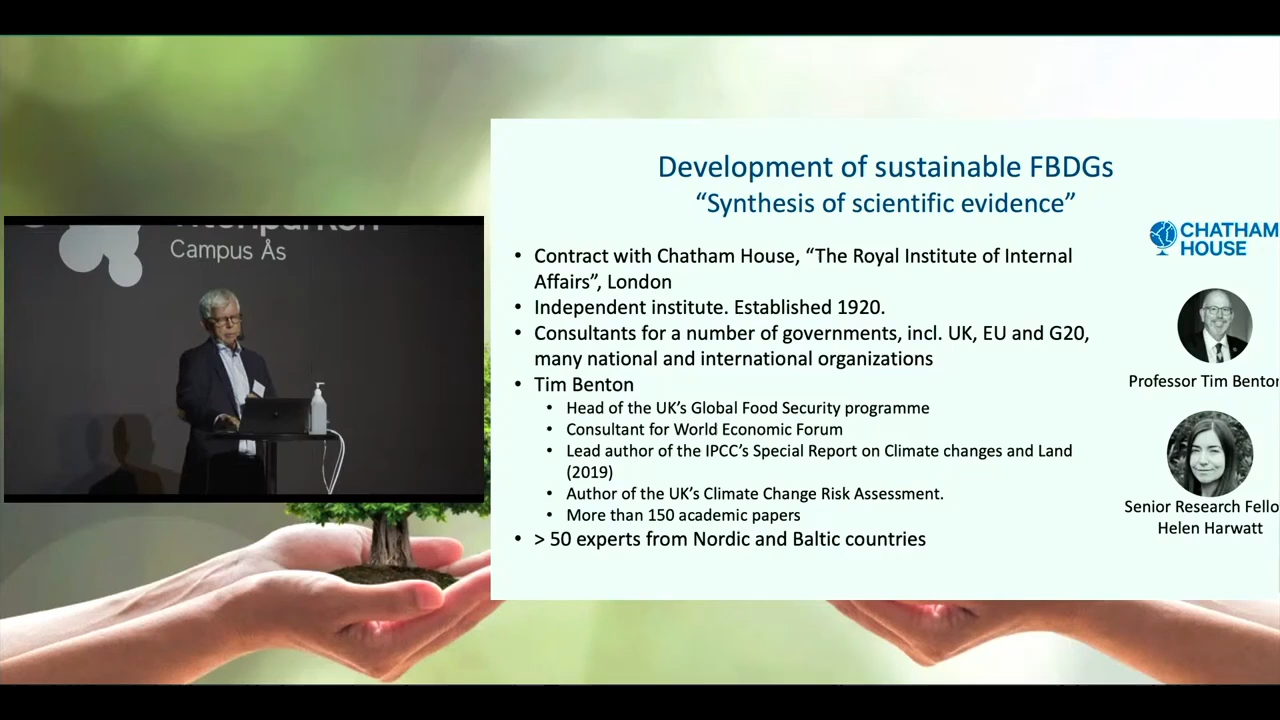 Campus Ås
Development of sustainable FBDGs
“Synthesis of scientific evidence”
• Contract with Chatham House, “The Royal Institute of Internal
Affairs”, London
• Independent institute. Established 1920.
• Consultants for a number of governments, incl. UK, EU and G20,
many national and international organizations
• Tim Benton
• Head of the UK’s Global Food Security programme
• Consultant for World Economic Forum
• Lead author of the IPCC’s Special Report on Climate changes and Land
(2019)
• Author of the UK’s Climate Change Risk Assessment.
• More than 150 academic papers
• > 50 experts from Nordic and Baltic countries
CHATHAM
HOUSE
Professor Tim Benton
Senior Research Fello
Helen Harwatt